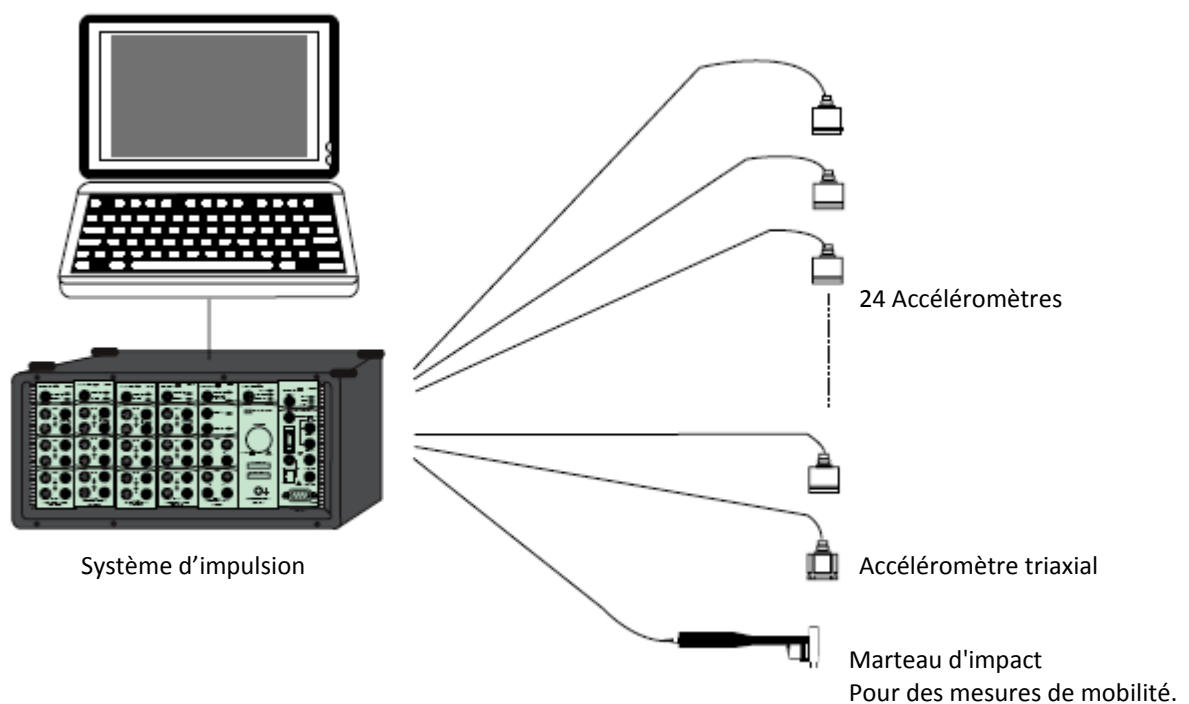 24 Accéléromètres
Système d’impulsion
Accéléromètre triaxial
Marteau d'impact
Pour des mesures de mobilité.